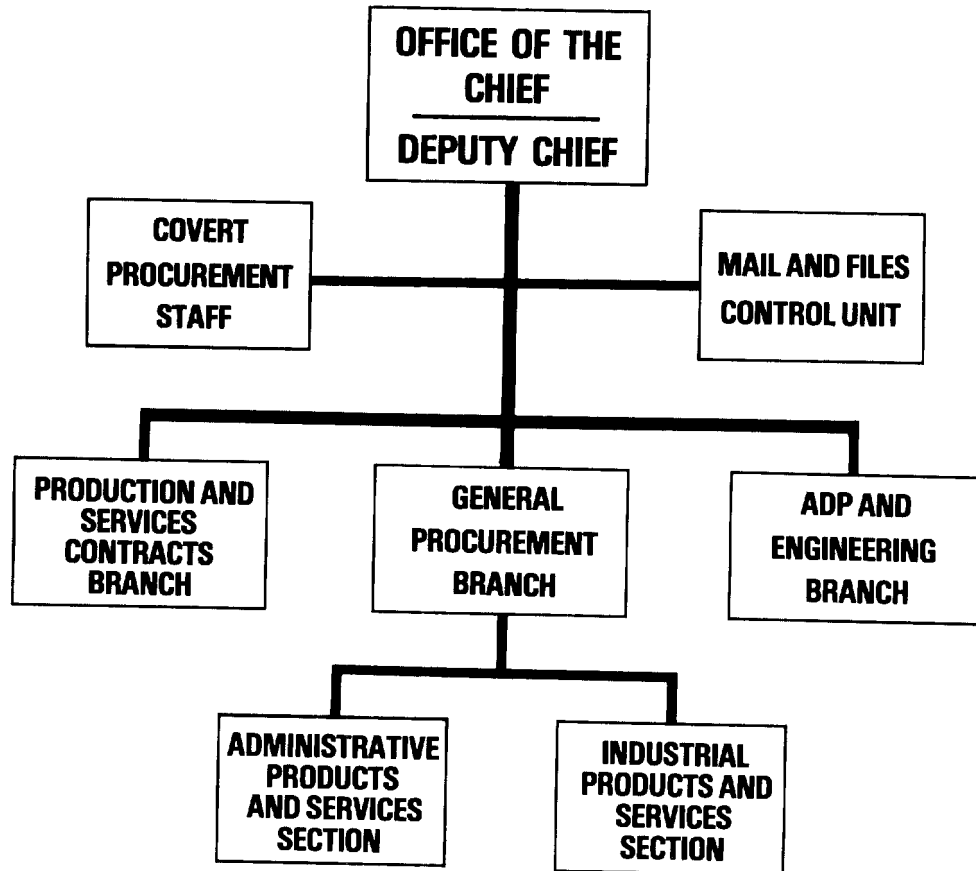 OFFICE OF THE
CHIEF
DEPUTY CHIEF
COVERT
PROCUREMENT
STAFF
MAIL AND FILES
CONTROL UNIT
PRODUCTION AND
SERVICES
CONTRACTS
BRANCH
GENERAL
PROCUREMENT
BRANCH
ADP AND
ENGINEERING
BRANCH
ADMINISTRATIVE
PRODUCTS
AND SERVICES
SECTION
INDUSTRIAL
PRODUCTS AND
SERVICES
SECTION